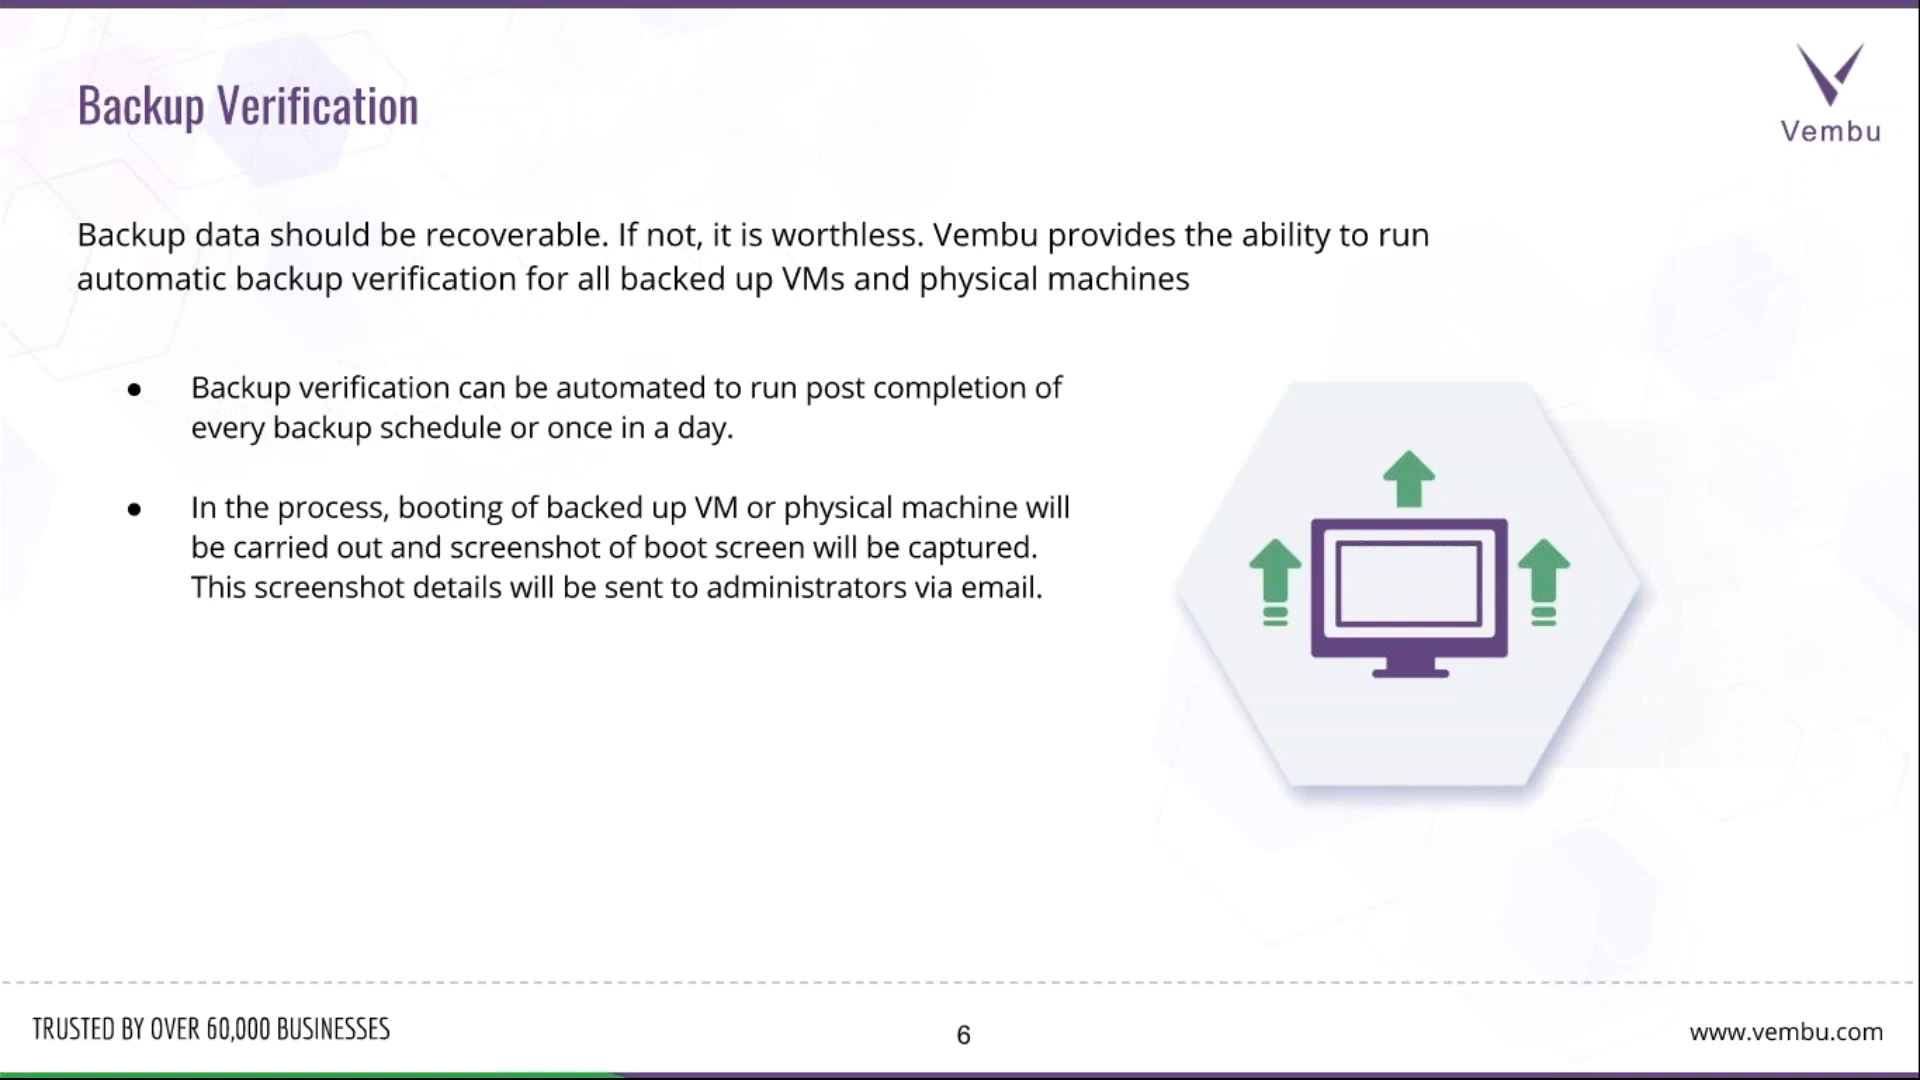 Backup Verification
Vembu
Backup data should be recoverable. If not, it is worthless. Vembu provides the ability to run
automatic backup verification for all backed up VMs and physical machines
● Backup verification can be automated to run post completion of
every backup schedule or once in a day.
● In the process, booting of backed up VM or physical machine will
be carried out and screenshot of boot screen will be captured.
This screenshot details will be sent to administrators via email.
TRUSTED BY OVER 60,000 BUSINESSES
6
www.vembu.com